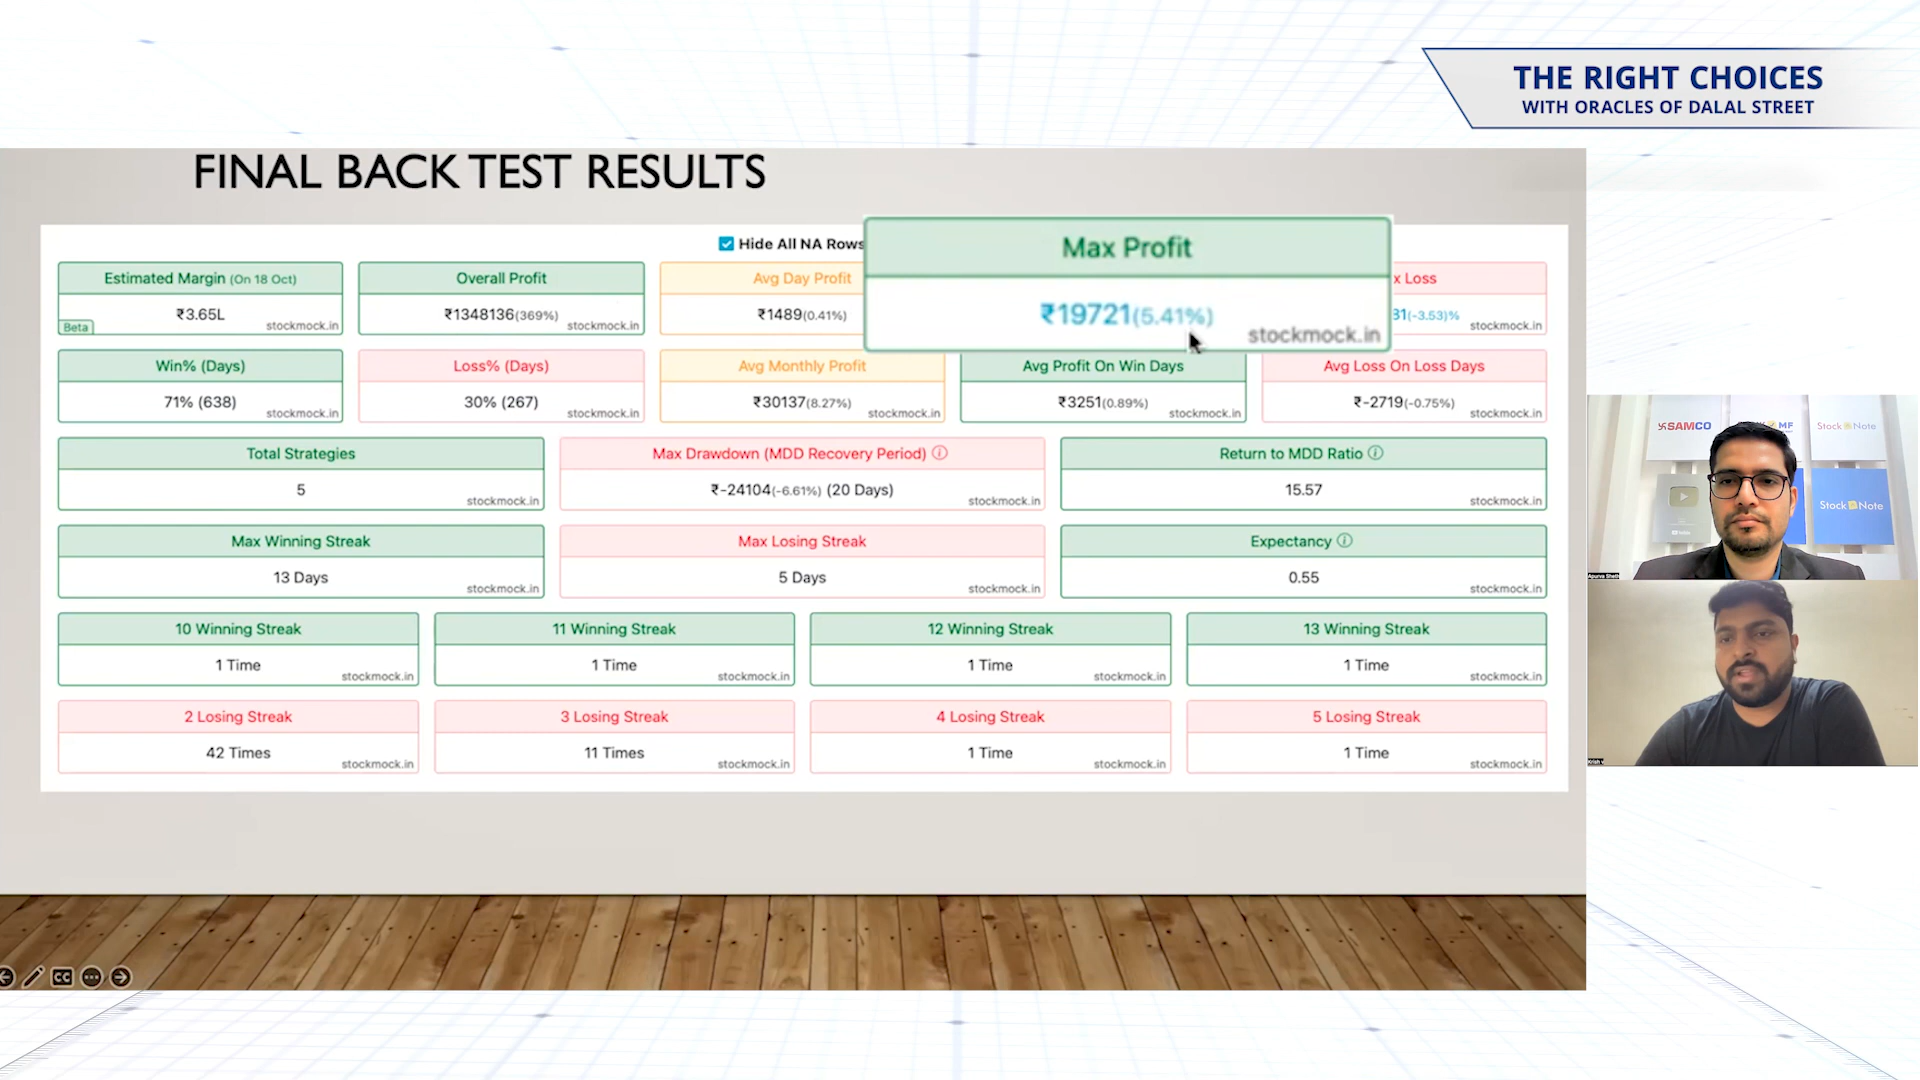 THE RIGHT CHOICES
WITH ORACLES OF DALAL STREET
FINAL BACK TEST RESULTS
Hide All NA Rows
Estimated Margin (On 18 Oct)
₹3.65L
Beta
stockmock.in
Overall Profit
₹1348136(369%)
stockmock.in
Avg Day Profit
₹1489(0.41%)
Max Profit
₹19721(5.41%)
stockmock.in
x Loss
31(-3.53)%
stockmock.in
Win% (Days)
71% (638)
stockmock.in
Loss% (Days)
30% (267)
stockmock.in
Avg Monthly Profit
₹30137(8.27%)
stockmock.in
Avg Profit On Win Days
₹3251(0.89%)
stockmock.in
Avg Loss On Loss Days
₹-2719(-0.75%)
stockmock.in
Total Strategies
5
stockmock.in
Max Drawdown (MDD Recovery Period)
₹-24104(-6.61%) (20 Days)
stockmock.in
Return to MDD Ratio
15.57
stockmock.in
Max Winning Streak
13 Days
stockmock.in
Max Losing Streak
5 Days
stockmock.in
Expectancy
0.55
stockmock.in
10 Winning Streak
1 Time
stockmock.in
11 Winning Streak
1 Time
stockmock.in
12 Winning Streak
1 Time
stockmock.in
13 Winning Streak
1 Time
stockmock.in
2 Losing Streak
42 Times
stockmock.in
3 Losing Streak
11 Times
stockmock.in
4 Losing Streak
1 Time
stockmock.in
5 Losing Streak
1 Time
stockmock.in
CC
SAMCO
MF
Stock Note
Stock Note
Apurva Sheth
Krish v